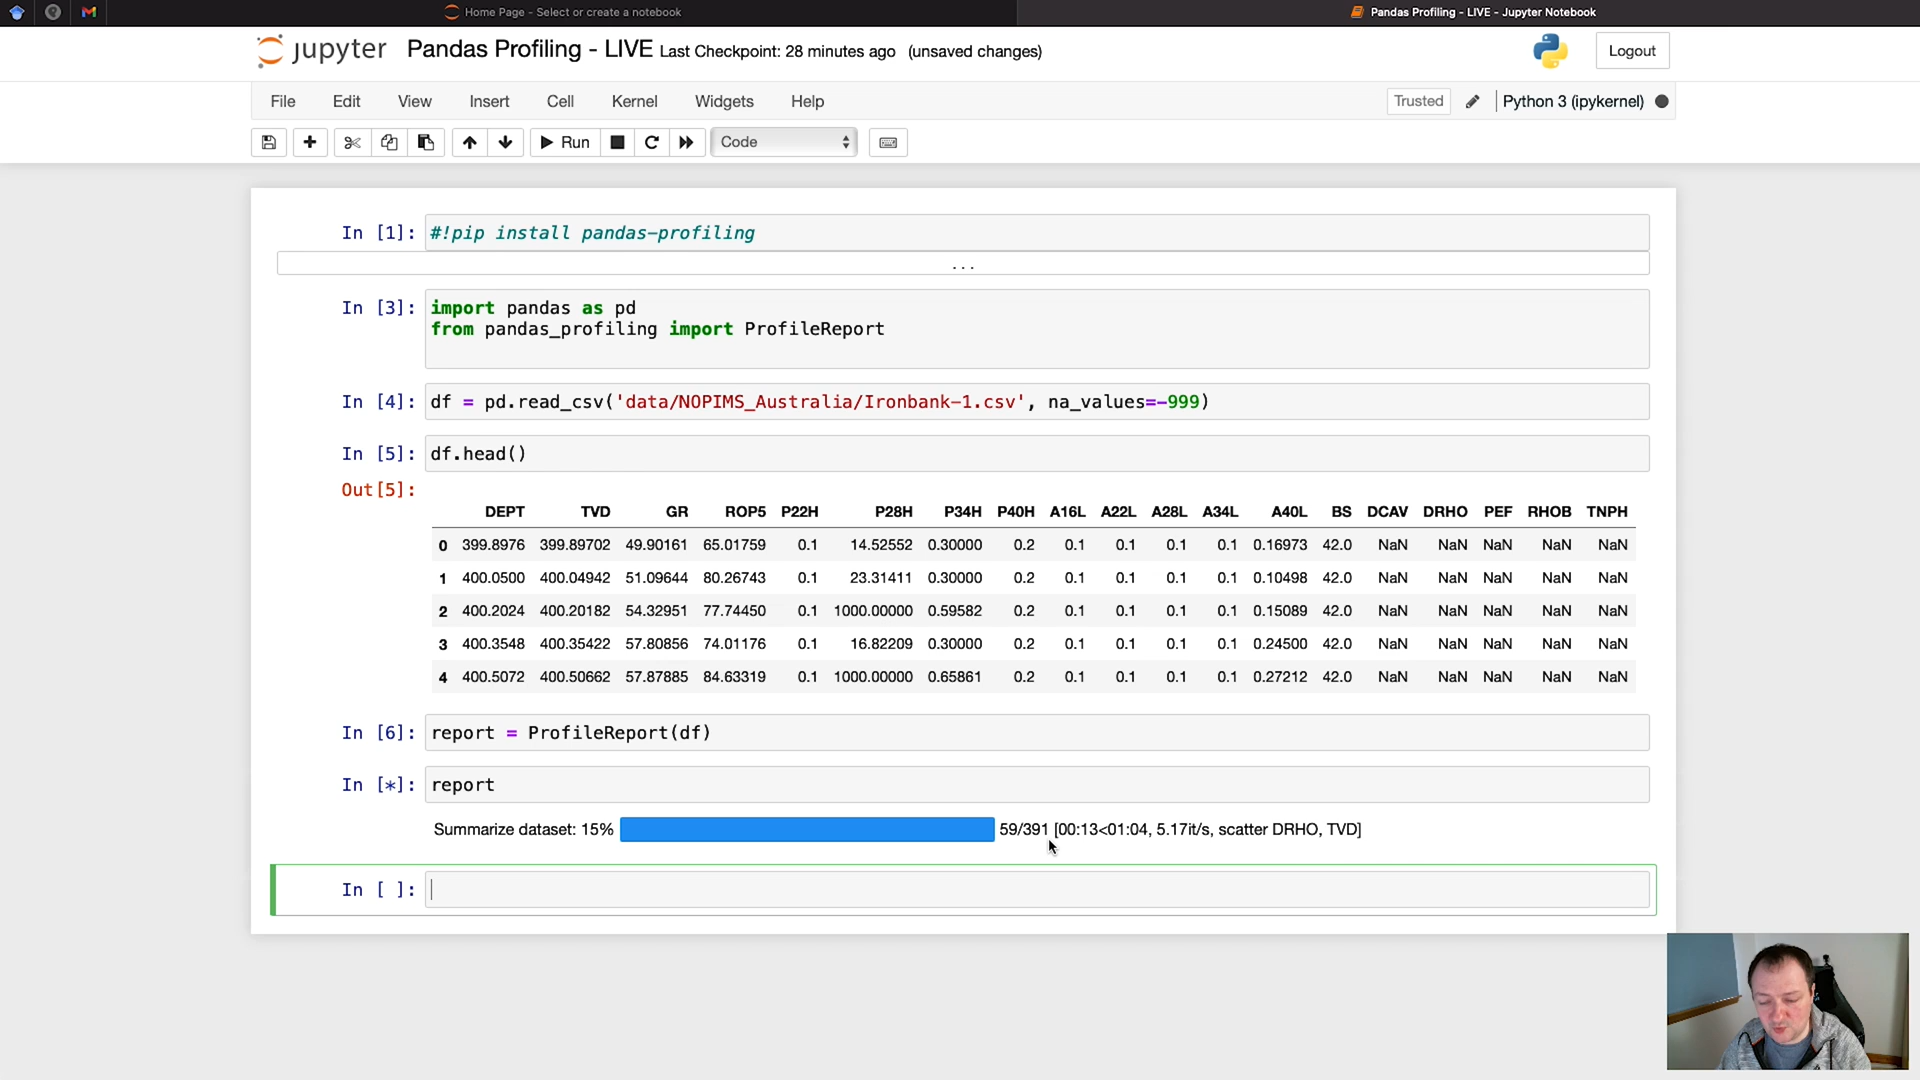 Home Page - Select or create a notebook
Pandas Profiling - LIVE - Jupyter Notebook
jupyter Pandas Profiling - LIVE Last Checkpoint: 28 minutes ago (unsaved changes)
Logout
File Edit View Insert Cell Kernel Widgets Help
Trusted Python 3 (ipykernel)
Run Code
In [1]: #!pip install pandas-profiling
...
In [3]: import pandas as pd
from pandas_profiling import ProfileReport
In [4]: df = pd.read_csv('data/NOPIMS_Australia/Ironbank-1.csv', na_values=-999)
In [5]: df.head()
Out[5]:
DEPT TVD GR ROP5 P22H P28H P34H P40H A16L A22L A28L A34L A40L BS DCAV DRHO PEF RHOB TNPH
0 399.8976 399.89702 49.90161 65.01759 0.1 14.52552 0.30000 0.2 0.1 0.1 0.1 0.1 0.16973 42.0 NaN NaN NaN NaN NaN
1 400.0500 400.04942 51.09644 80.26743 0.1 23.31411 0.30000 0.2 0.1 0.1 0.1 0.1 0.10498 42.0 NaN NaN NaN NaN NaN
2 400.2024 400.20182 54.32951 77.74450 0.1 1000.00000 0.59582 0.2 0.1 0.1 0.1 0.1 0.15089 42.0 NaN NaN NaN NaN NaN
3 400.3548 400.35422 57.80856 74.01176 0.1 16.82209 0.30000 0.2 0.1 0.1 0.1 0.1 0.24500 42.0 NaN NaN NaN NaN NaN
4 400.5072 400.50662 57.87885 84.63319 0.1 1000.00000 0.65861 0.2 0.1 0.1 0.1 0.1 0.27212 42.0 NaN NaN NaN NaN NaN
In [6]: report = ProfileReport(df)
In [*]: report
Summarize dataset: 15% 59/391 [00:13<01:04, 5.17it/s, scatter DRHO, TVD]
In [ ]: